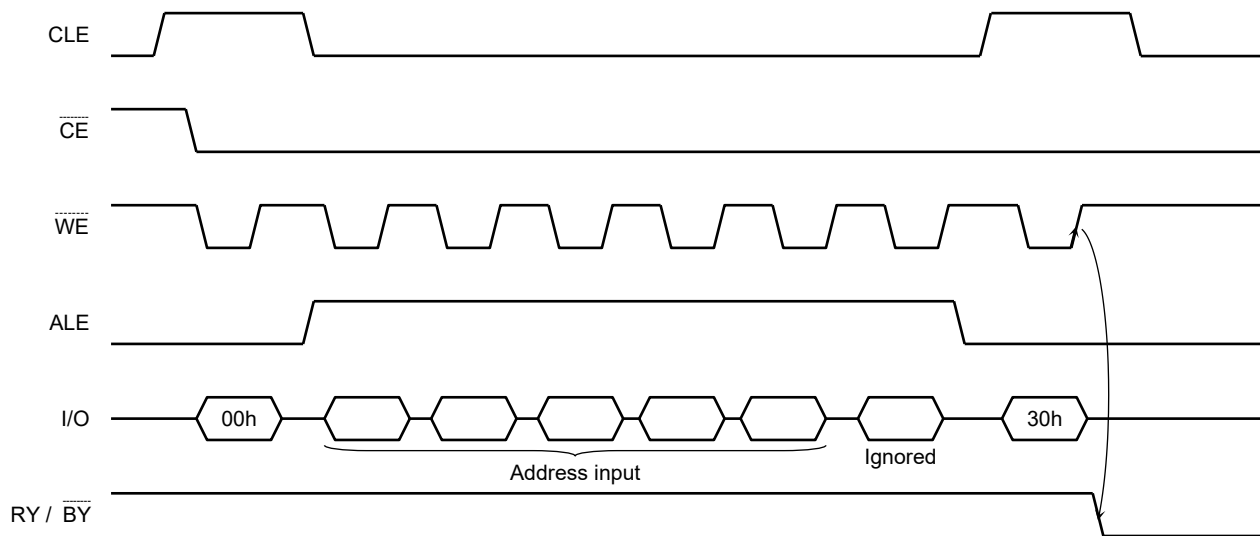 CLE
CE
WE
ALE
I/O
00h
30h
Ignored
Address input
RY / BY